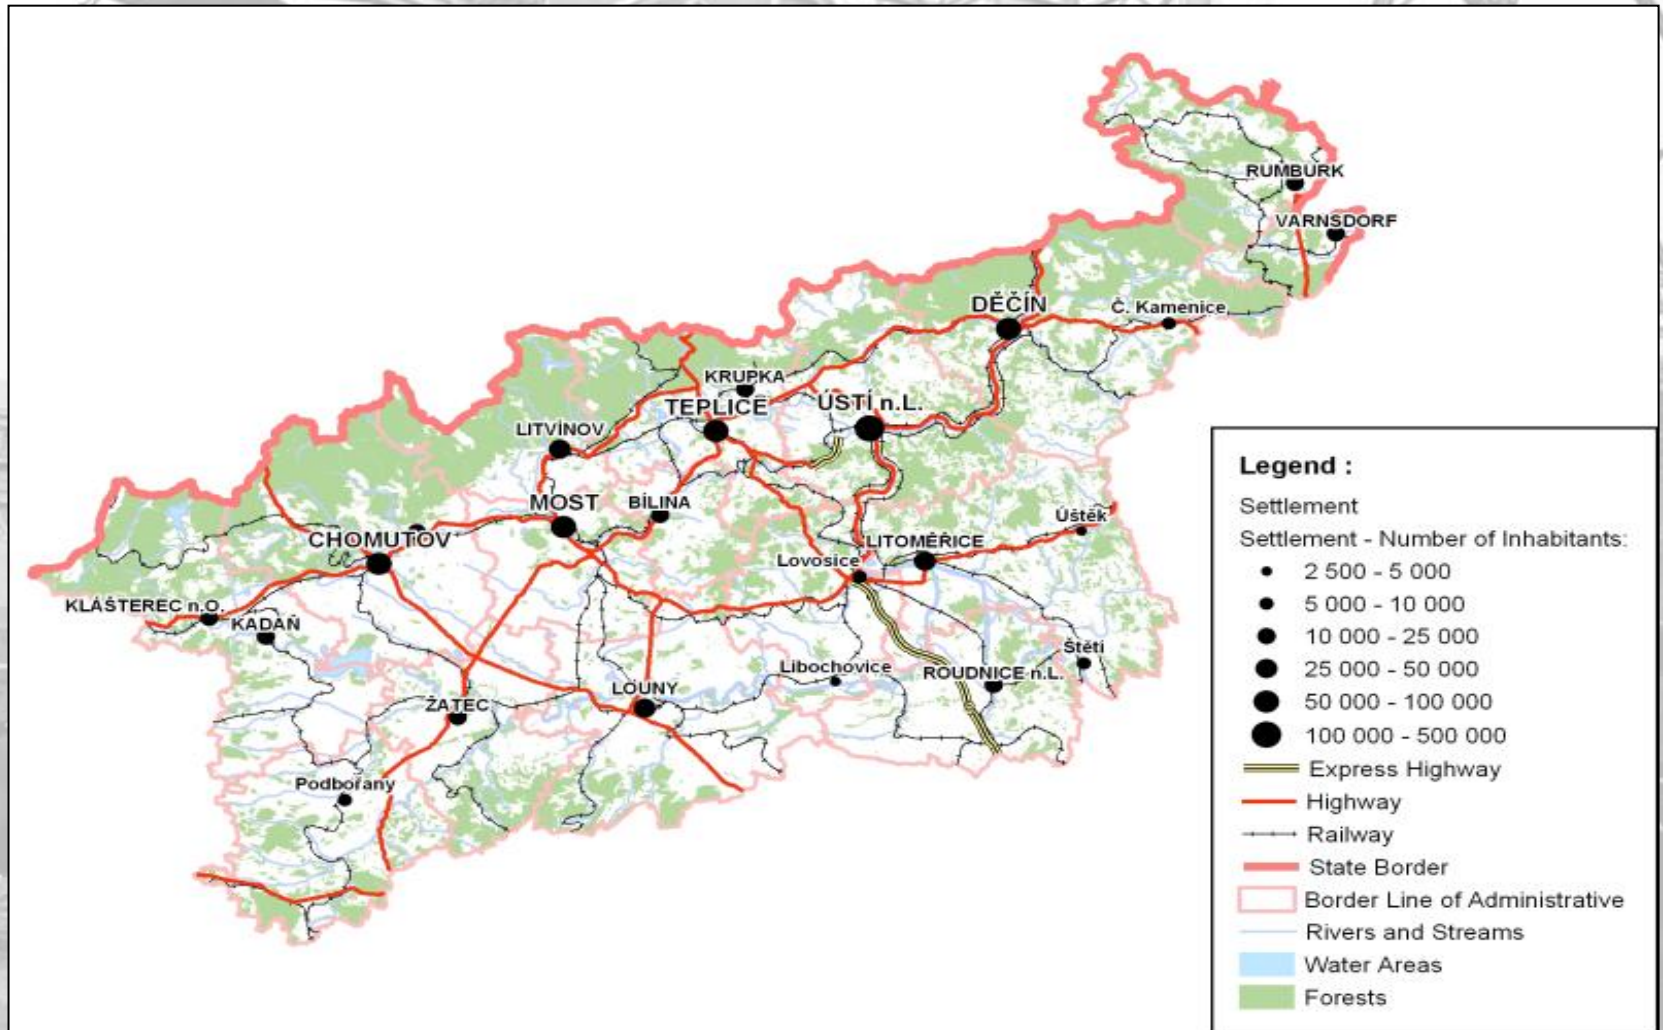 RUMBURK
VARNSDORF
DĚČÍN
Č. Kamenice
KRUPKA
TEPLICE
ÚSTÍ n.L.
LITVÍNOV
MOST
BÍLINA
Úštěk
CHOMUTOV
LITOMĚŘICE
Lovosice
KLÁŠTEREC n.O.
KADAŇ
Štětí
Libochovice
ROUDNICE n.L.
LOUNY
ŽATEC
Podbořany
Legend :
Settlement
Settlement - Number of Inhabitants:
2 500 - 5 000
5 000 - 10 000
10 000 - 25 000
25 000 - 50 000
50 000 - 100 000
100 000 - 500 000
Express Highway
Highway
Railway
State Border
Border Line of Administrative
Rivers and Streams
Water Areas
Forests